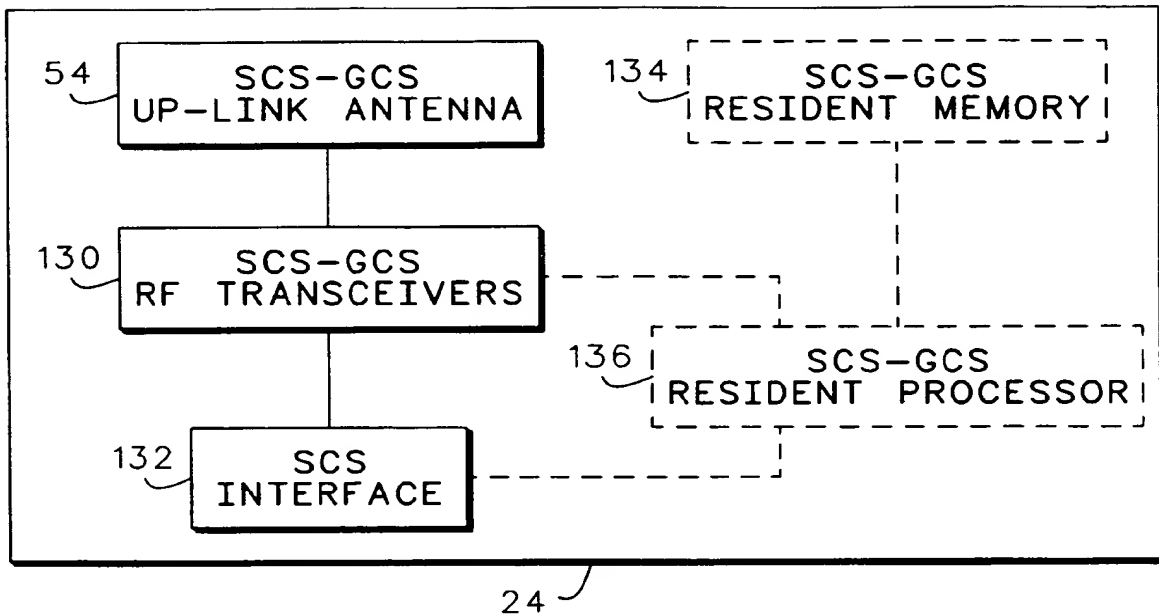 54
SCS-GCS
UP-LINK ANTENNA
134
SCS-GCS
RESIDENT MEMORY
130
SCS-GCS
RF TRANSCEIVERS
136
SCS-GCS
RESIDENT PROCESSOR
132
SCS
INTERFACE
24